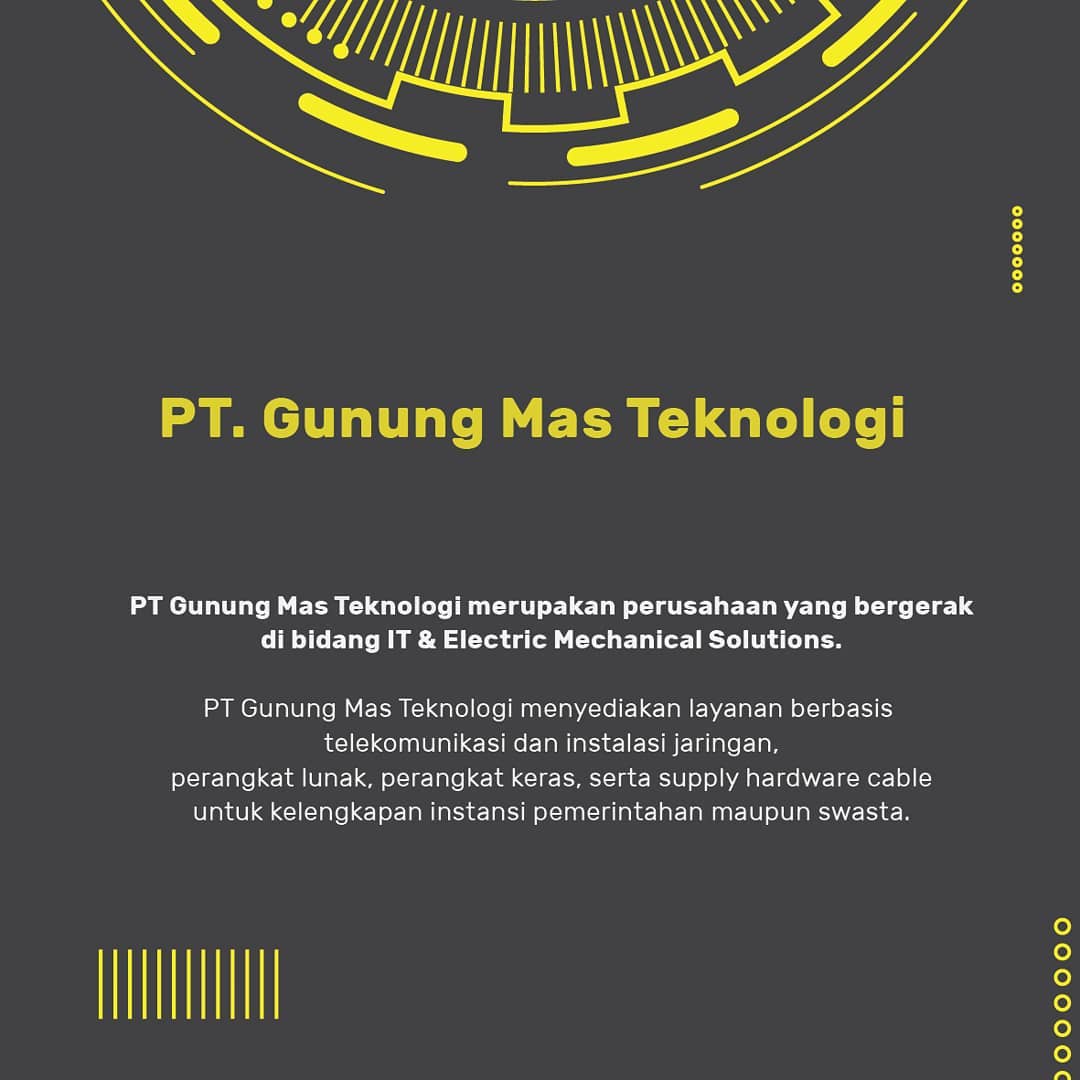 PT. Gunung Mas Teknologi
PT Gunung Mas Teknologi merupakan perusahaan yang bergerak
di bidang IT & Electric Mechanical Solutions.
PT Gunung Mas Teknologi menyediakan layanan berbasis
telekomunikasi dan instalasi jaringan,
perangkat lunak, perangkat keras, serta supply hardware cable
untuk kelengkapan instansi pemerintahan maupun swasta.